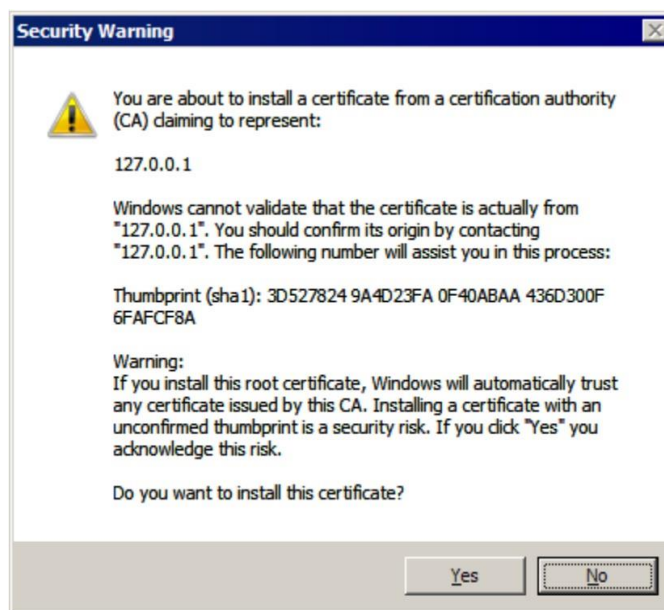 Security Warning
You are about to install a certificate from a certification authority
(CA) claiming to represent:
127.0.0.1
Windows cannot validate that the certificate is actually from
"127.0.0.1". You should confirm its origin by contacting
"127.0.0.1". The following number will assist you in this process:
Thumbprint (sha1): 3D527824 9A4D23FA 0F40ABAA 436D300F
6FAFCF8A
Warning:
If you install this root certificate, Windows will automatically trust
any certificate issued by this CA. Installing a certificate with an
unconfirmed thumbprint is a security risk. If you click "Yes" you
acknowledge this risk.
Do you want to install this certificate?
Yes
No